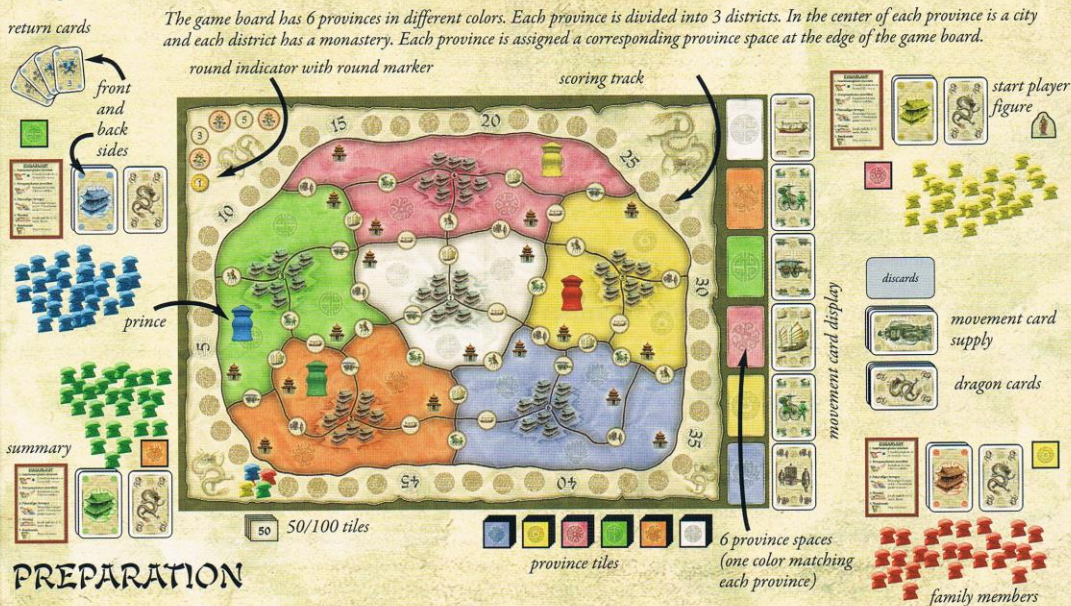 The game board has 6 provinces in different colors. Each province is divided into 3 districts. In the center of each province is a city
and each district has a monastery. Each province is assigned a corresponding province space at the edge of the game board.
return cards
front
and
back
sides
round indicator with round marker
scoring track
start player
figure
3
5
1
10
15
20
25
30
35
40
45
5
prince
movement card display
discards
movement card
supply
dragon cards
summary
50
50/100 tiles
province tiles
6 province spaces
(one color matching
each province)
family members
PREPARATION